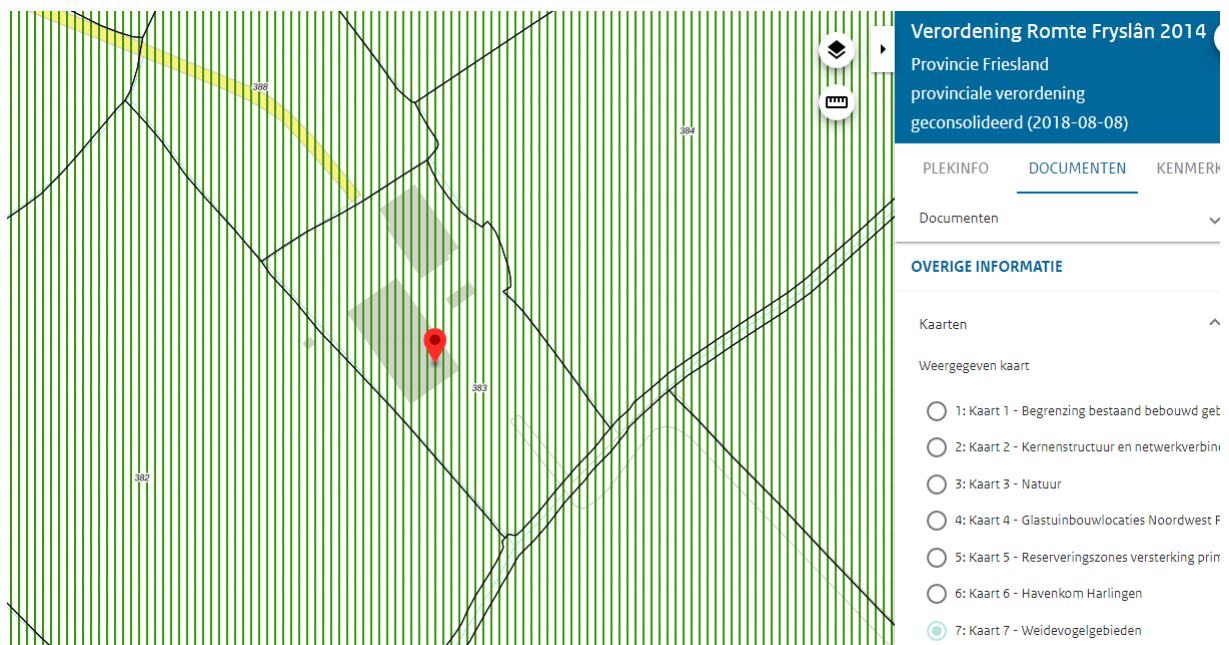 388
384
383
382
Verordening Romte Fryslân 2014
Provincie Friesland
provinciale verordening
geconsolideerd (2018-08-08)
PLEKINFO DOCUMENTEN KENMERK
Documenten
OVERIGE INFORMATIE
Kaarten
Weergegeven kaart
1: Kaart 1 - Begrenzing bestaand bebouwd geb
2: Kaart 2 - Kernenstructuur en netwerkverbin
3: Kaart 3 - Natuur
4: Kaart 4 - Glastuinbouwlocaties Noordwest F
5: Kaart 5 - Reserveringszones versterking prim
6: Kaart 6 - Havenkom Harlingen
7: Kaart 7 - Weidevogelgebieden